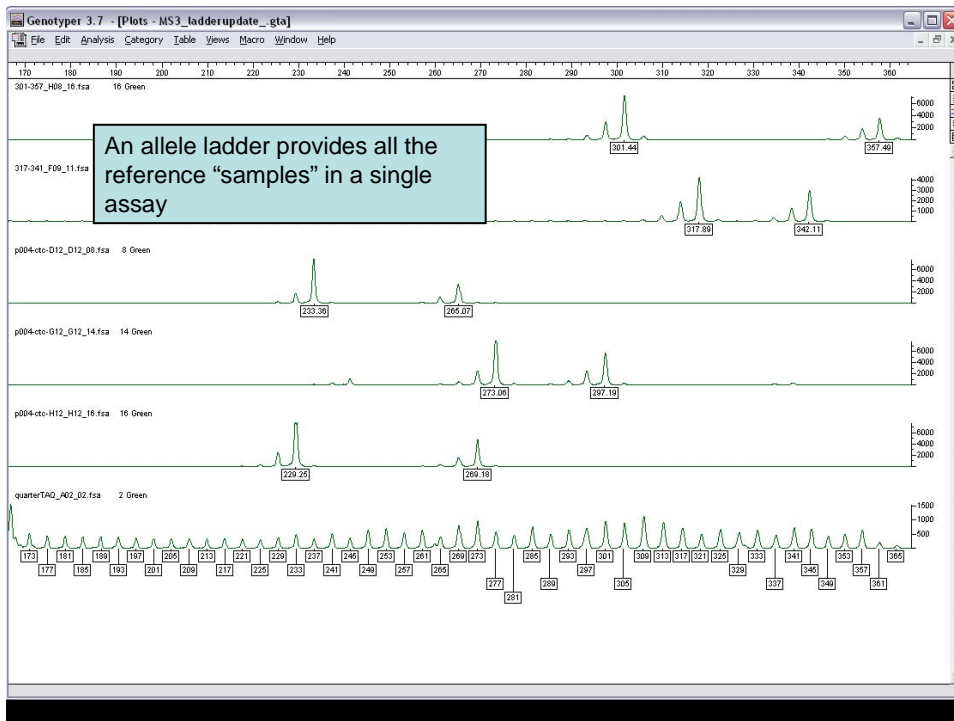 Genotyper 3.7 - [Plots - MS3_ladderupdate_.gta]
File Edit Analysis Category Table Views Macro Window Help
170 180 190 200 210 220 230 240 250 260 270 280 290 300 310 320 330 340 350 360
301-357_H08_16.fsa 16 Green
6000
4000
2000
301.44 357.49
An allele ladder provides all the
reference “samples” in a single
assay
317-341_F09_11.fsa
4000
3000
2000
1000
317.89 342.11
p004-ctc-D12_D12_08.fsa 8 Green
6000
4000
2000
233.36 265.07
p004-ctc-G12_G12_14.fsa 14 Green
6000
4000
2000
273.06 297.19
p004-ctc-H12_H12_16.fsa 16 Green
6000
4000
2000
229.25 269.18
quarterTAQ_A02_02.fsa 2 Green
1500
1000
500
173 181 189 197 205 213 221 229 237 245 253 261 269 273 285 293 301 309 313 317 321 325 333 341 345 353 365
177 185 193 201 209 217 225 233 241 249 257 265 277 289 297 305 329 337 349 357
281 361